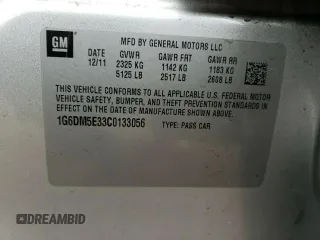 GM
MFD BY GENERAL MOTORS LLC
DATE GVWR GAWR FRT GAWR RR
12/11 2325 KG 1142 KG 1183 KG
5125 LB 2517 LB 2608 LB
THIS VEHICLE CONFORMS TO ALL APPLICABLE U.S. FEDERAL MOTOR
VEHICLE SAFETY, BUMPER, AND THEFT PREVENTION STANDARDS IN
EFFECT ON THE DATE OF MANUFACTURE SHOWN ABOVE.
1G6DM5E33C0133056
TYPE: PASS CAR
DREAMBID